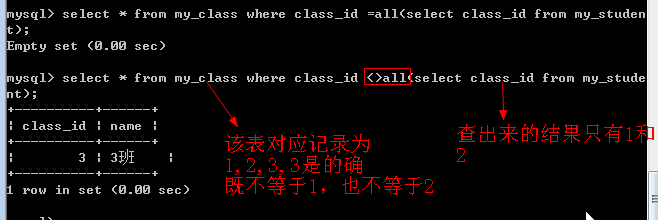 mysql> select * from my_class where class_id =all(select class_id from my_studen
t);
Empty set (0.00 sec)
mysql> select * from my_class where class_id <>all(select class_id from my_stude
nt);
+----------+------+
| class_id | name |
+----------+------+
|        3 | 3班     |
+----------+------+
1 row in set (0.00 sec)
该表对应记录为
1,2,3,3是的确
既不等于1，也不等于2
查出来的结果只有1和
2